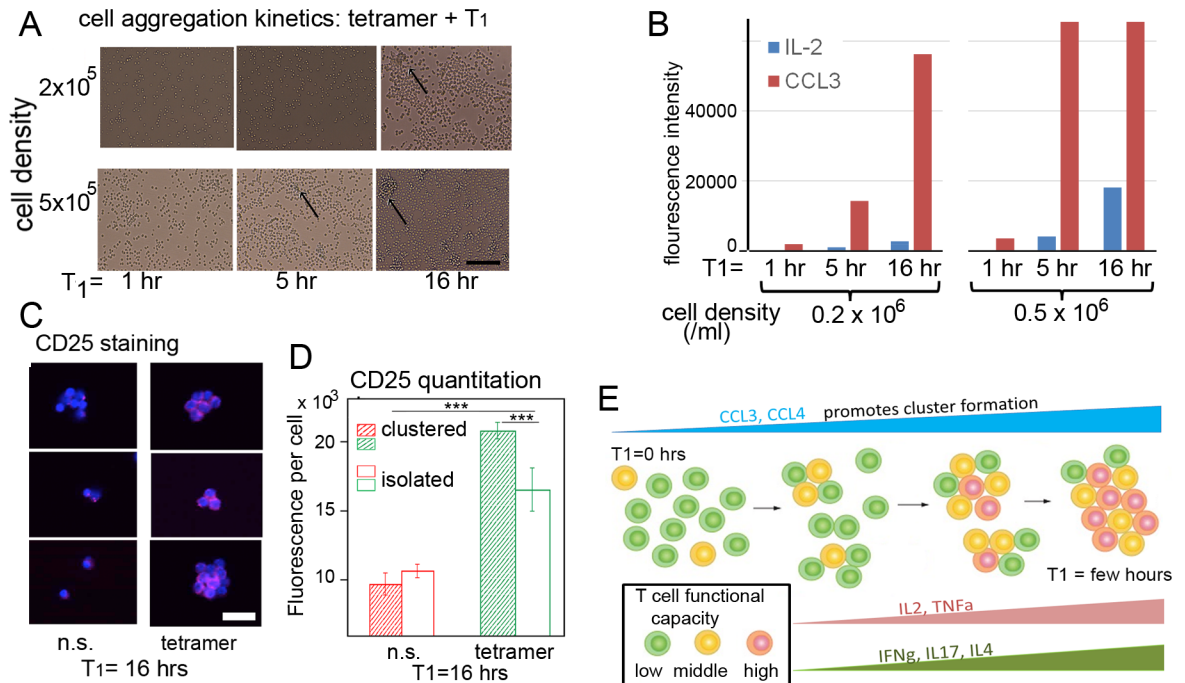 A
cell aggregation kinetics: tetramer + T1
cell density
2x10^5
5x10^5
T1= 1 hr 5 hr 16 hr
B
IL-2
CCL3
flourescence intensity
40000
20000
0
T1= 1 hr 5 hr 16 hr 1 hr 5 hr 16 hr
cell density (/ml) 0.2 x 10^6 0.5 x 10^6
C
CD25 staining
n.s. tetramer
T1= 16 hrs
D
CD25 quantitation
x 10^3
*** ***
clustered
isolated
Fluorescence per cell
20
15
10
n.s. tetramer
T1=16 hrs
E
CCL3, CCL4 promotes cluster formation
T1=0 hrs
T1 = few hours
T cell functional
capacity
low middle high
IL2, TNFa
IFNg, IL17, IL4